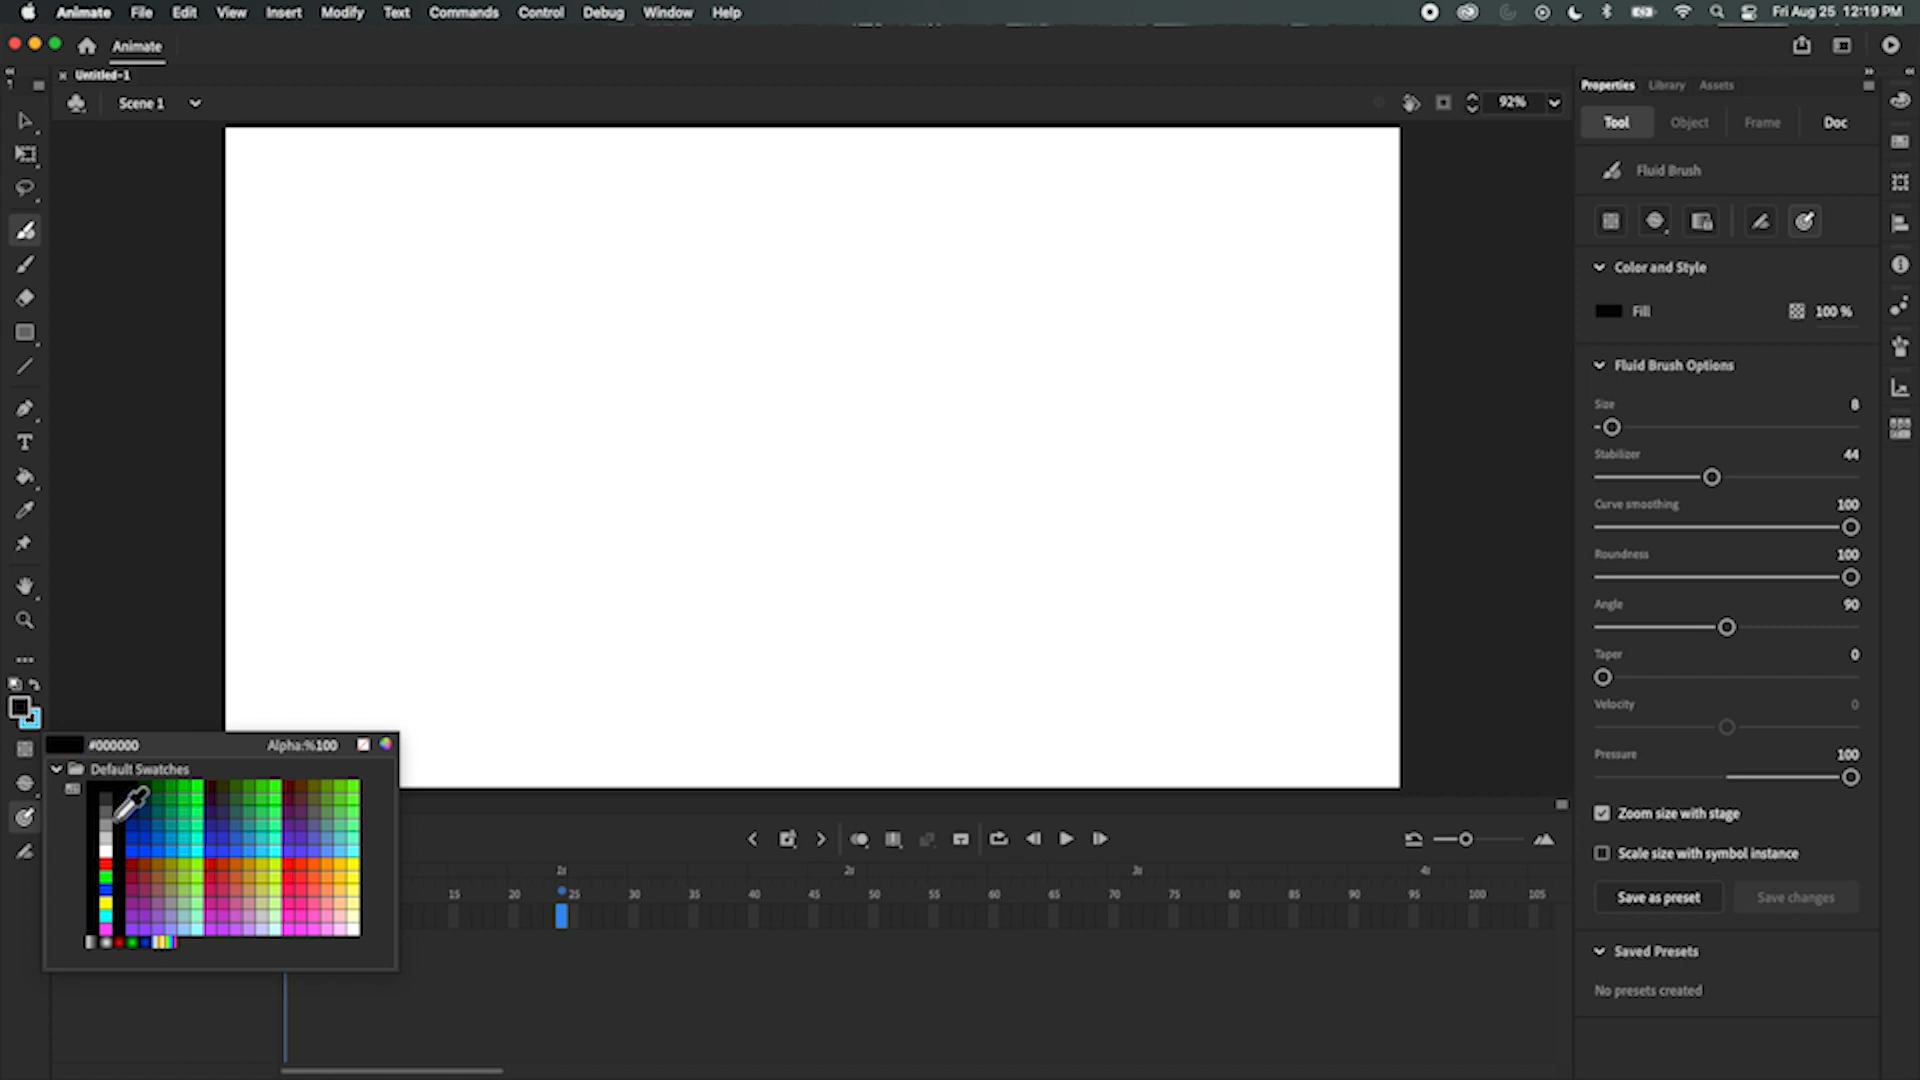 Animate File Edit View Insert Modify Text Commands Control Debug Window Help Fri Aug 25 12:19 PM
Animate
Untitled-1
Scene 1 92%
Properties Library Assets
Tool Object Frame Doc
Fluid Brush
Color and Style
Fill 100 %
Fluid Brush Options
Size 8
Stabilizer 44
Curve smoothing 100
Roundness 100
Angle 90
Taper 0
Velocity 0
Pressure 100
Zoom size with stage
Scale size with symbol instance
Save as preset Save changes
Saved Presets
No presets created
#000000 Alpha:%100
Default Swatches
1s 2s 3s 4s
15 20 25 30 35 40 45 50 55 60 65 70 75 80 85 90 95 100 105